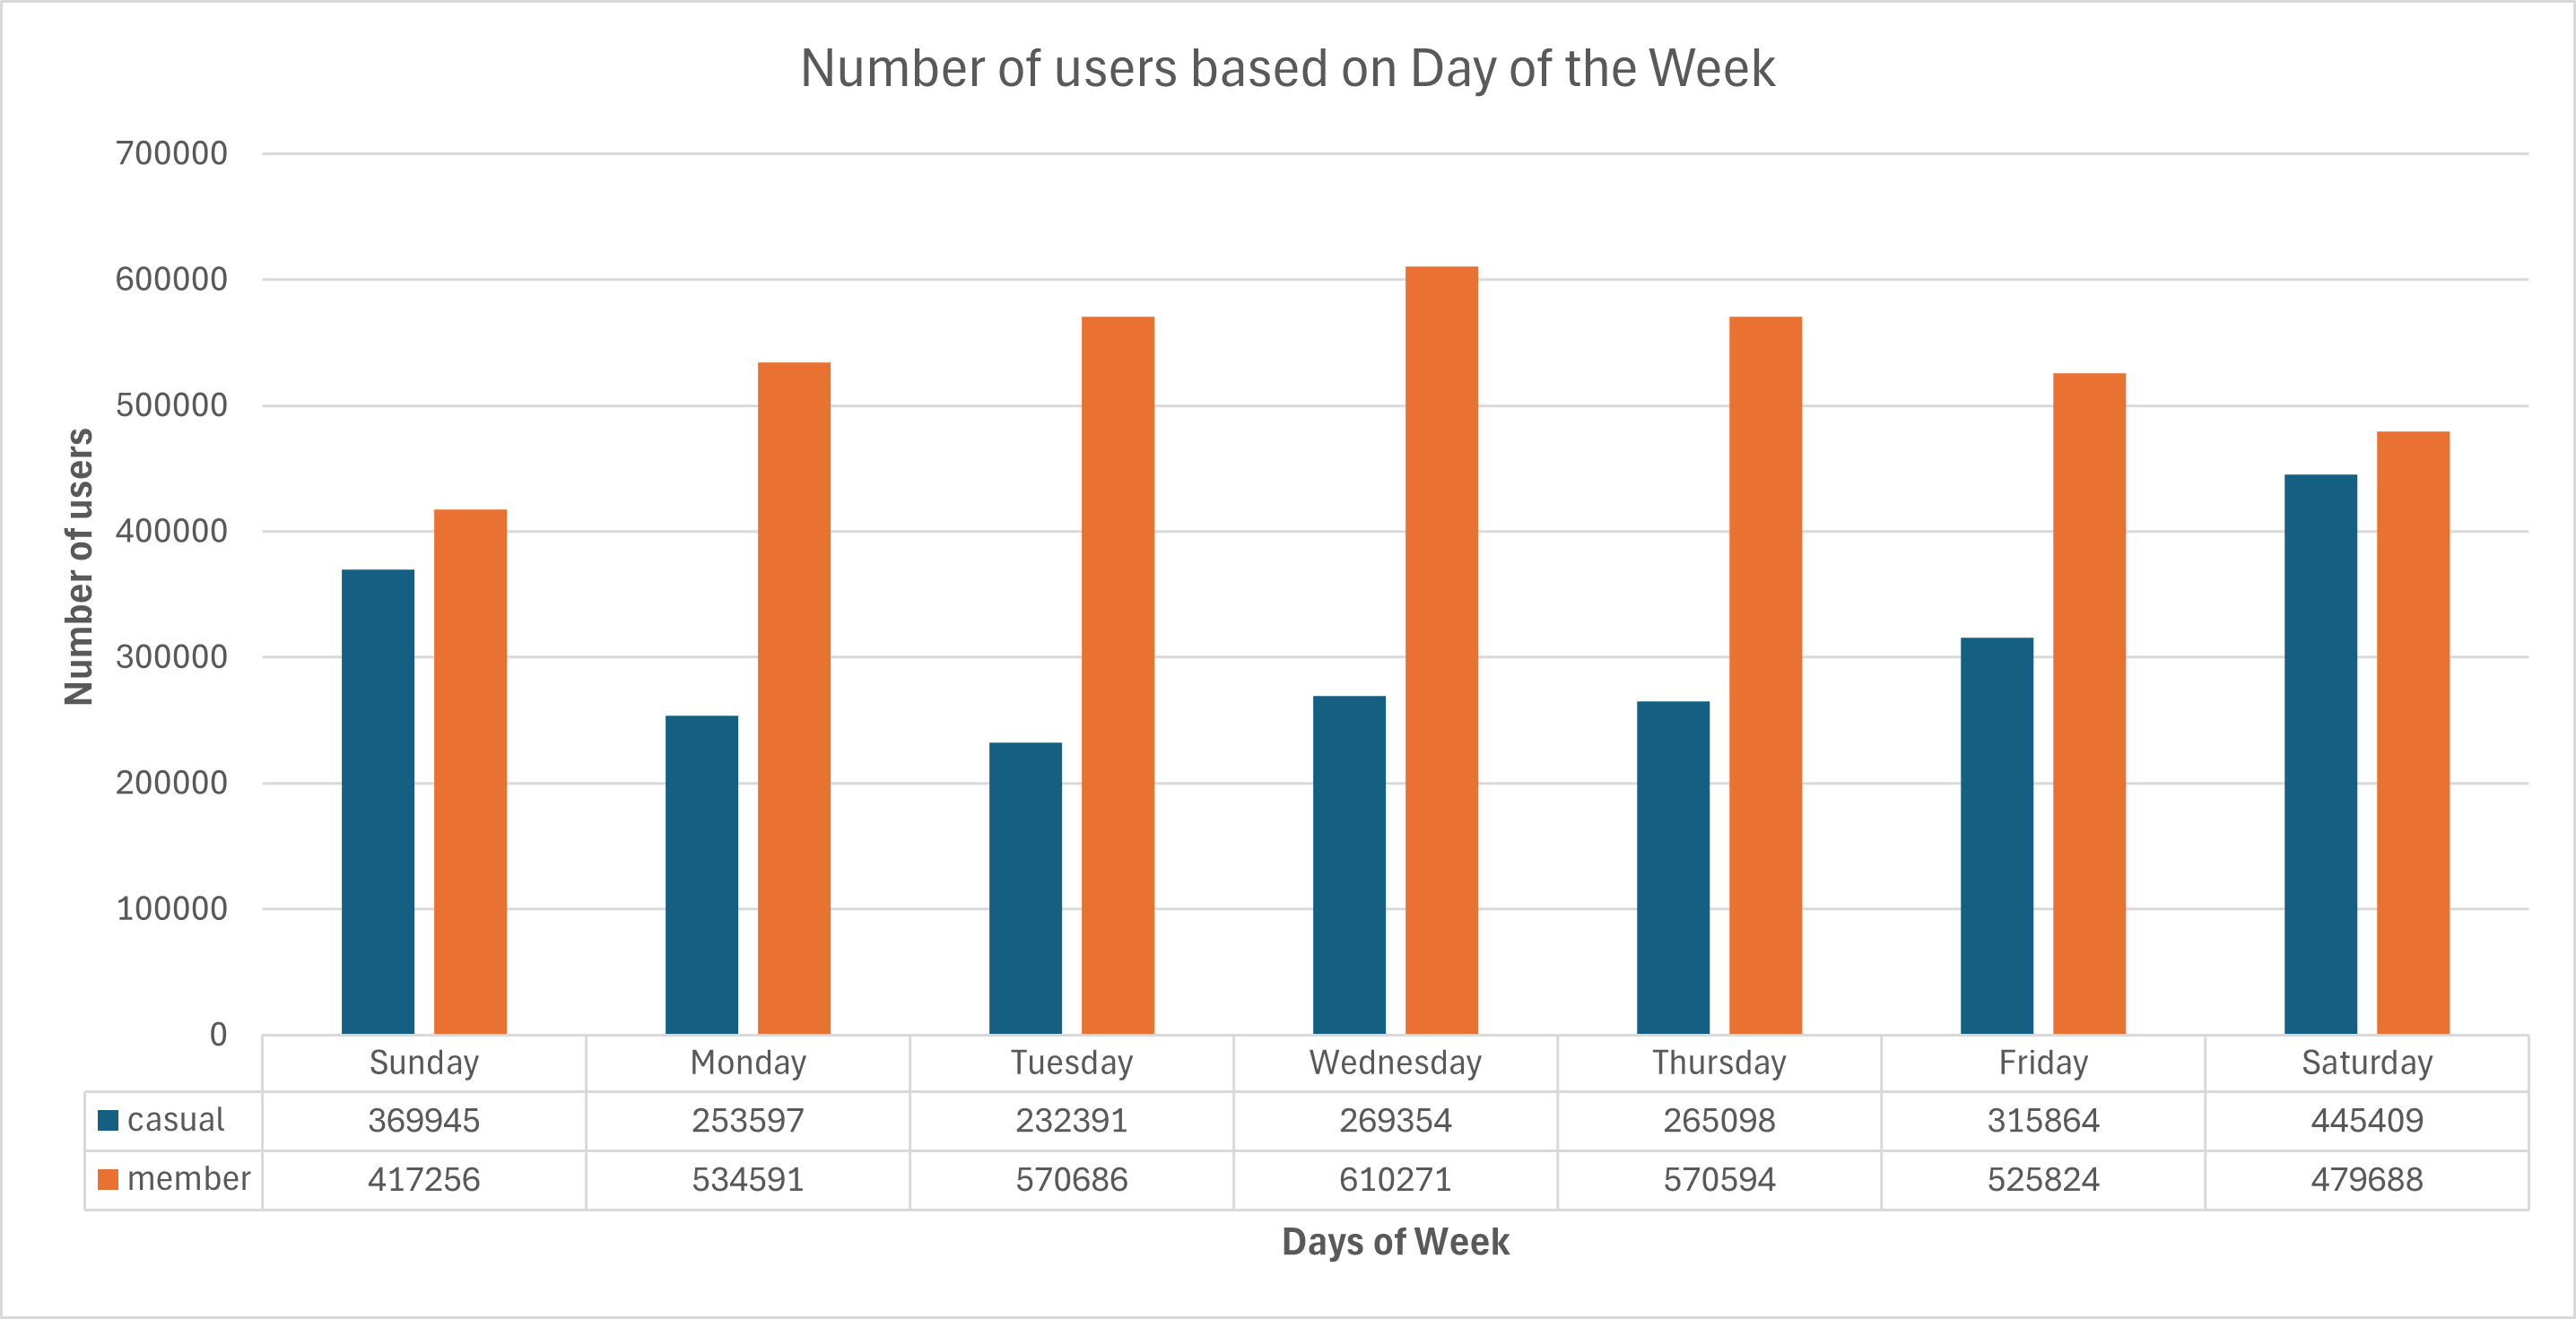 Number of users based on Day of the Week
700000
600000
500000
400000
300000
200000
100000
0
Number of users
Sunday Monday Tuesday Wednesday Thursday Friday Saturday
casual 369945 253597 232391 269354 265098 315864 445409
member 417256 534591 570686 610271 570594 525824 479688
Days of Week